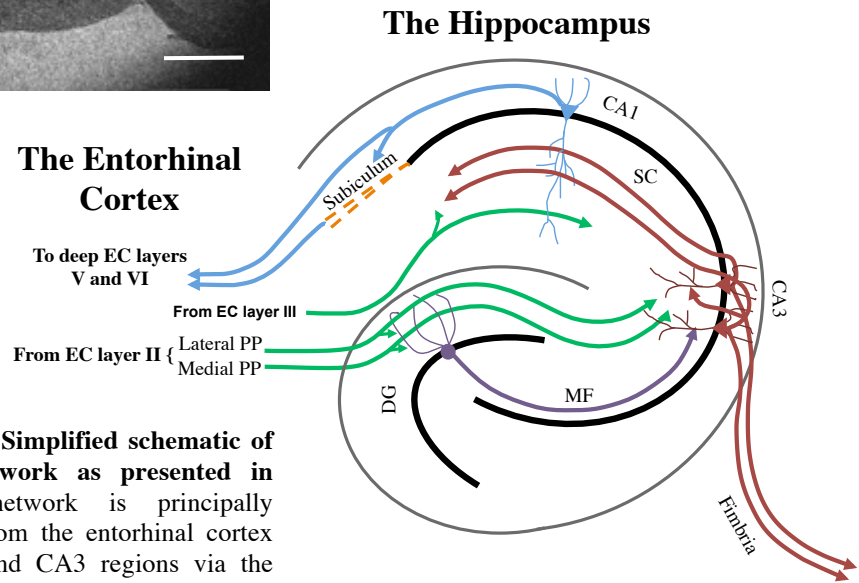 The Hippocampus
CA1
The Entorhinal
Cortex
Subiculum
SC
To deep EC layers
V and VI
CA3
From EC layer III
From EC layer II { Lateral PP
Medial PP
DG
MF
Simplified schematic of
work as presented in
network is principally
om the entorhinal cortex
nd CA3 regions via the
Fimbria